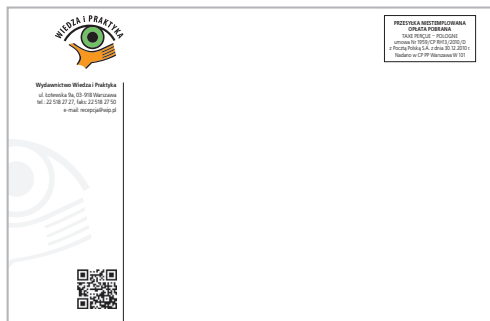 WIEDZA i PRAKTYKA
Wydawnictwo Wiedza i Praktyka
ul. Łotewska 9a, 03-918 Warszawa
tel.: 22 518 27 27, faks: 22 518 27 50
e-mail: recepcja@wip.pl
PRZESYŁKA NIESTEMPLOWANA
OPŁATA POBRANA
TAXE PERÇUE – POLOGNE
umowa Nr 1959/CP RH13/2010/D
z Pocztą Polską S.A. z dnia 30.12.2010 r.
Nadano w CP PP Warszawa W 101